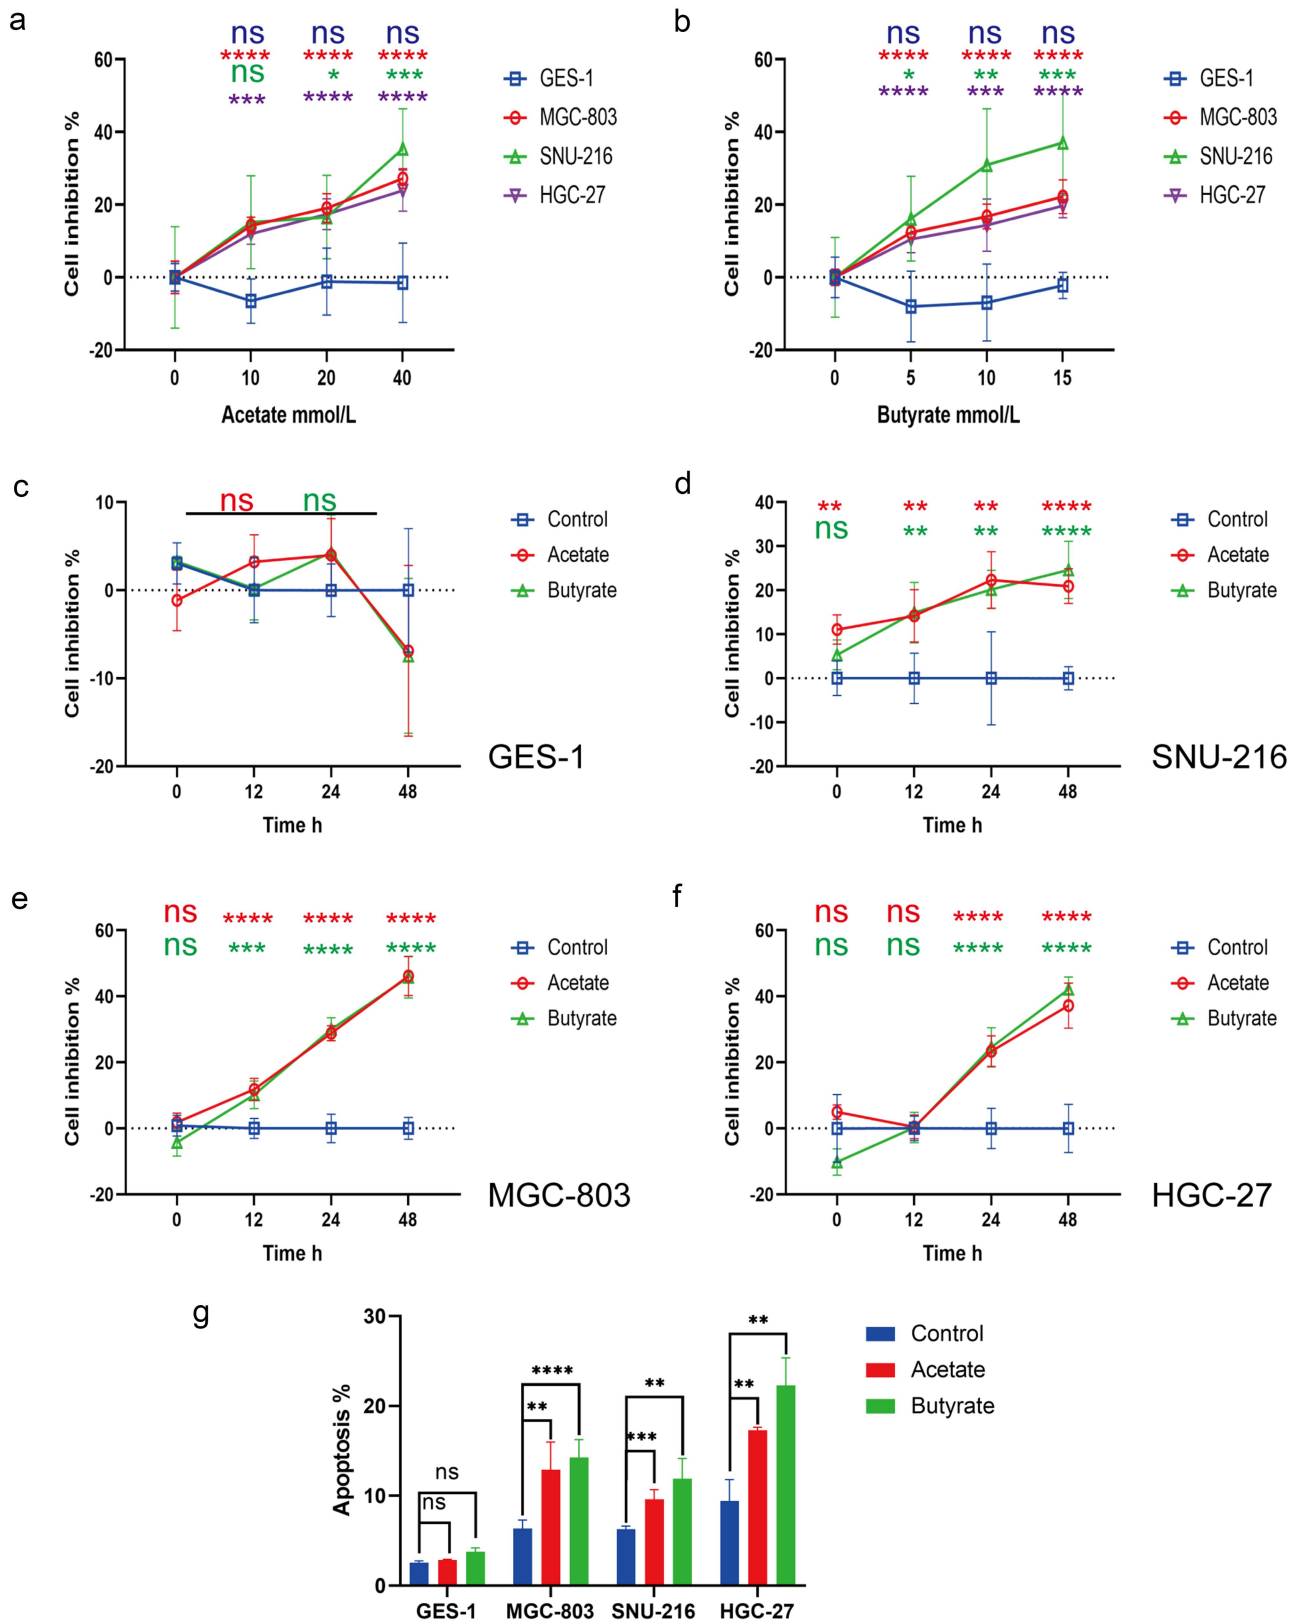 a
ns ns ns
**** **** ****
ns * ***
*** **** ****
60
40
20
0
-20
Cell inhibition %
0 10 20 40
Acetate mmol/L
GES-1
MGC-803
SNU-216
HGC-27
b
ns ns ns
**** **** ****
* ** ***
**** *** ****
60
40
20
0
-20
Cell inhibition %
0 5 10 15
Butyrate mmol/L
GES-1
MGC-803
SNU-216
HGC-27
c
ns ns
10
0
-10
-20
Cell inhibition %
0 12 24 48
Time h
Control
Acetate
Butyrate
GES-1
d
** ** ** ****
ns ** ** ****
40
30
20
10
0
-10
-20
Cell inhibition %
0 12 24 48
Time h
Control
Acetate
Butyrate
SNU-216
e
ns **** **** ****
ns *** **** ****
60
40
20
0
-20
Cell inhibition %
0 12 24 48
Time h
Control
Acetate
Butyrate
MGC-803
f
ns ns **** ****
ns ns **** ****
60
40
20
0
-20
Cell inhibition %
0 12 24 48
Time h
Control
Acetate
Butyrate
HGC-27
g
30
20
10
0
Apoptosis %
ns
ns
****
**
**
***
**
**
GES-1 MGC-803 SNU-216 HGC-27
Control
Acetate
Butyrate